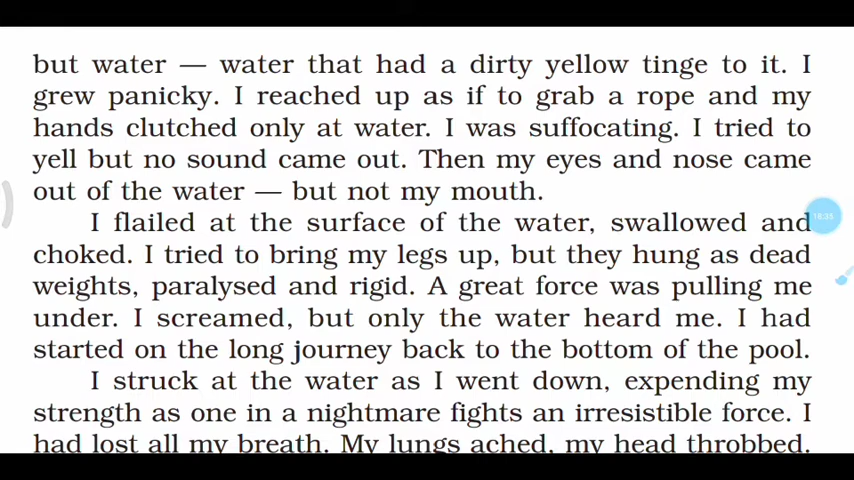 but water — water that had a dirty yellow tinge to it. I
grew panicky. I reached up as if to grab a rope and my
hands clutched only at water. I was suffocating. I tried to
yell but no sound came out. Then my eyes and nose came
out of the water — but not my mouth.
I flailed at the surface of the water, swallowed and
choked. I tried to bring my legs up, but they hung as dead
weights, paralysed and rigid. A great force was pulling me
under. I screamed, but only the water heard me. I had
started on the long journey back to the bottom of the pool.
I struck at the water as I went down, expending my
strength as one in a nightmare fights an irresistible force. I
had lost all my breath. My lungs ached, my head throbbed.